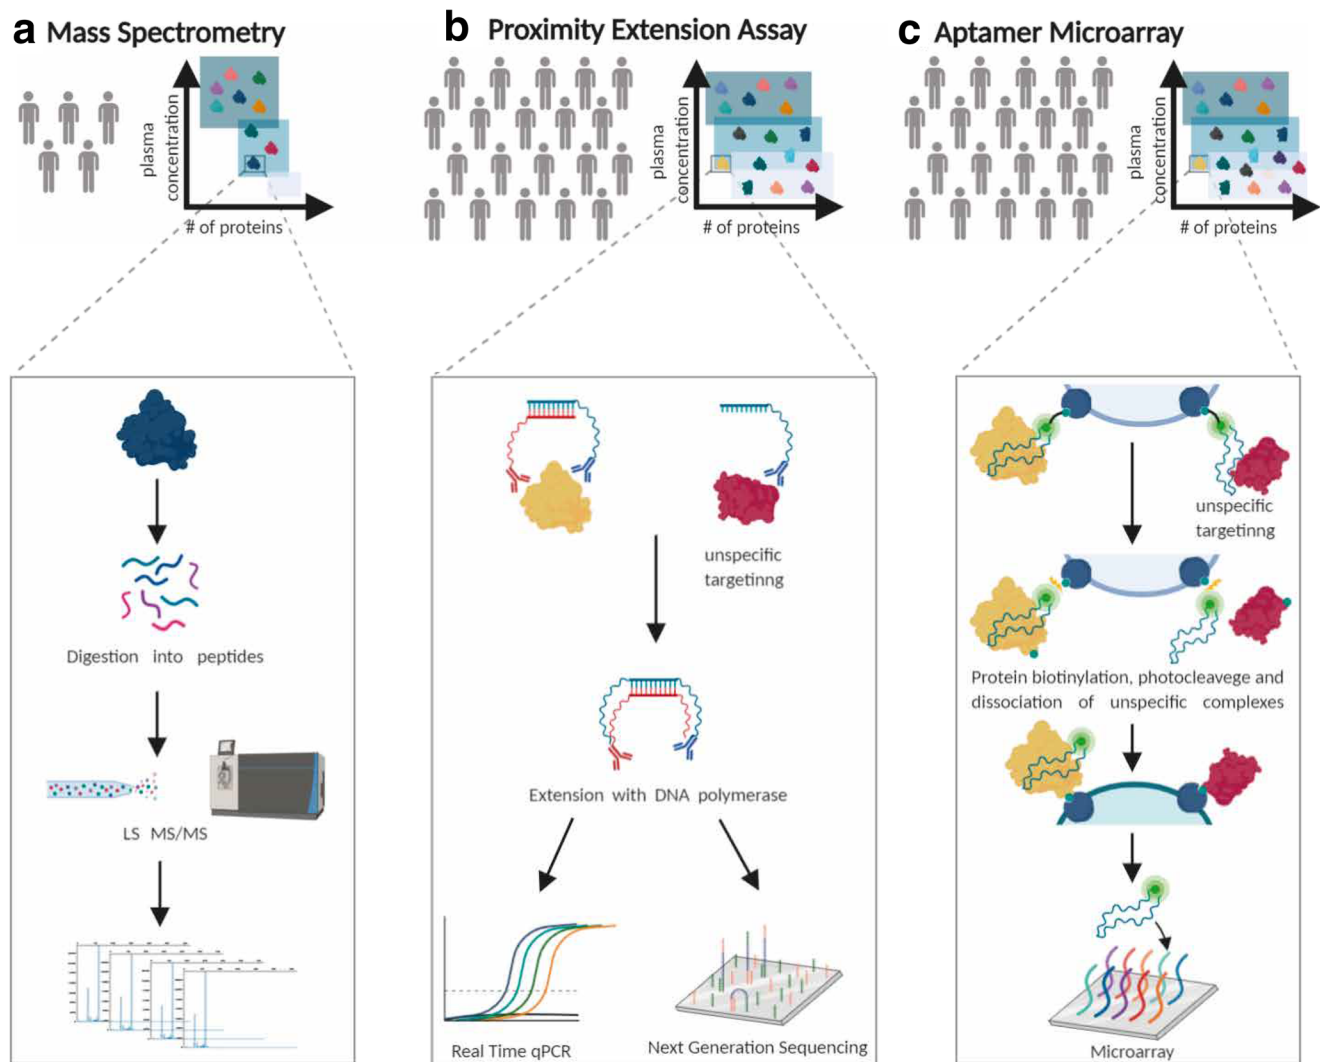 a Mass Spectrometry
plasma
concentration
# of proteins
Digestion into peptides
LS MS/MS
b Proximity Extension Assay
plasma
concentration
# of proteins
unspecific
targetinng
Extension with DNA polymerase
Real Time qPCR
Next Generation Sequencing
c Aptamer Microarray
plasma
concentration
# of proteins
unspecific
targetinng
Protein biotinylation, photocleavege and
dissociation of unspecific complexes
Microarray